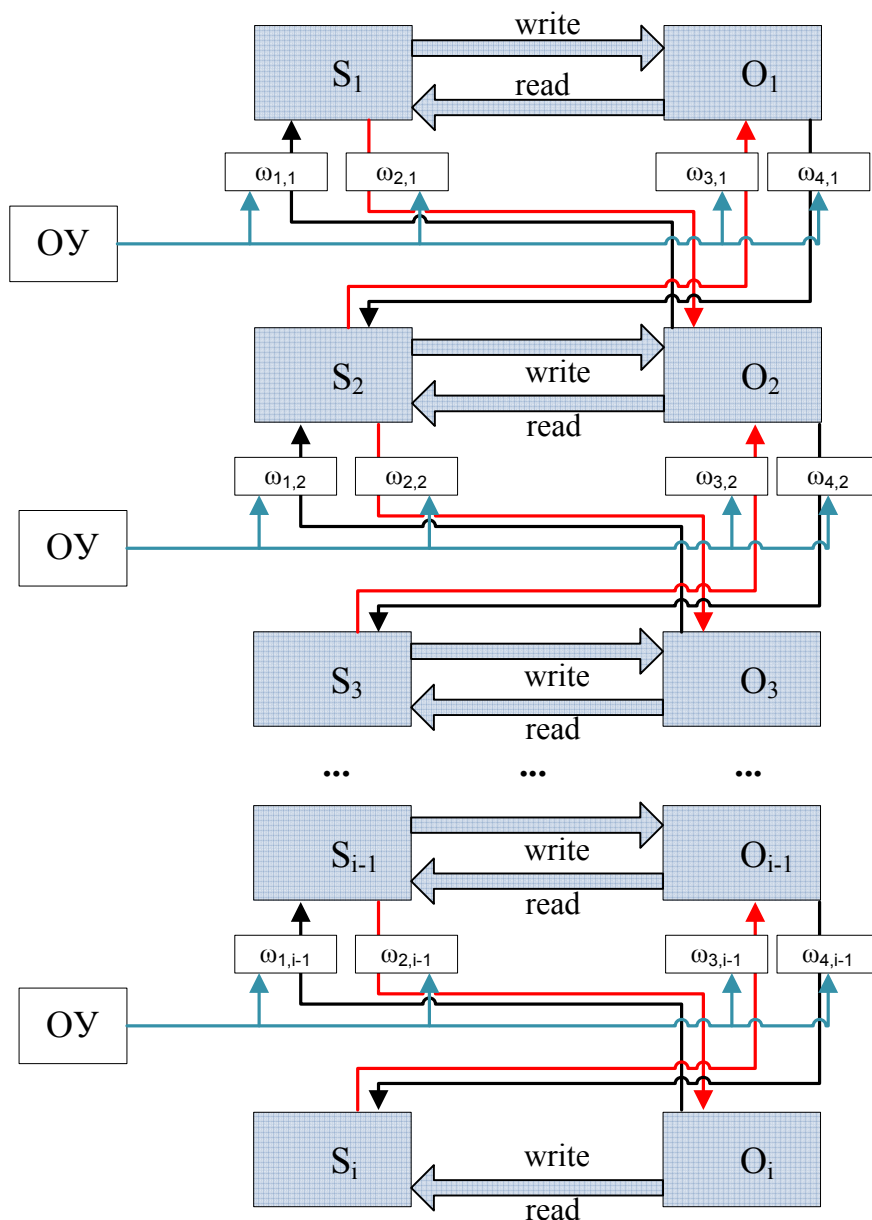 write
S₁ O₁
read
ω₁,₁ ω₂,₁ ω₃,₁ ω₄,₁
ОУ
S₂ O₂
write
read
ω₁,₂ ω₂,₂ ω₃,₂ ω₄,₂
ОУ
S₃ O₃
write
read
... ... ...
Sᵢ₋₁ Oᵢ₋₁
write
read
ω₁,ᵢ₋₁ ω₂,ᵢ₋₁ ω₃,ᵢ₋₁ ω₄,ᵢ₋₁
ОУ
write
Sᵢ Oᵢ
read